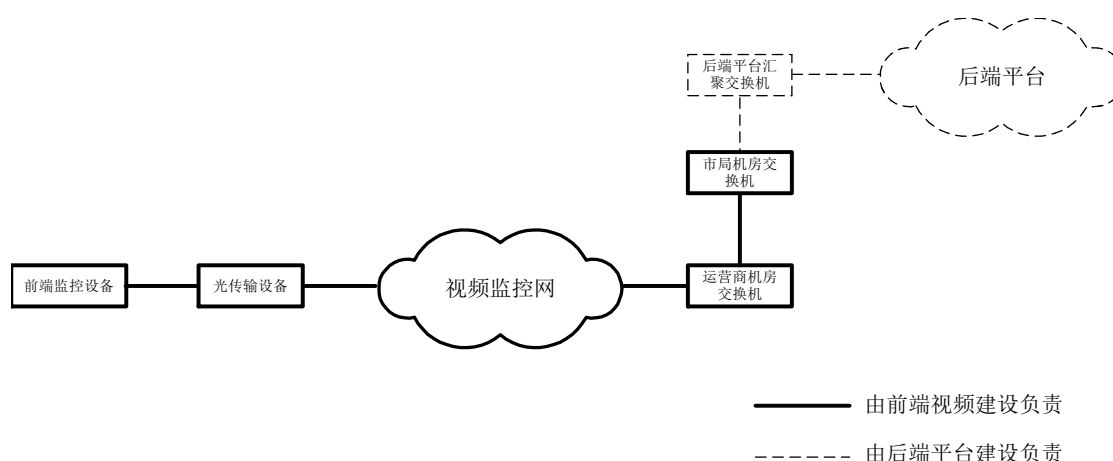 后端平台汇
聚交换机
后端平台
市局机房交
换机
前端监控设备
光传输设备
视频监控网
运营商机房
交换机
由前端视频建设负责
由后端平台建设负责